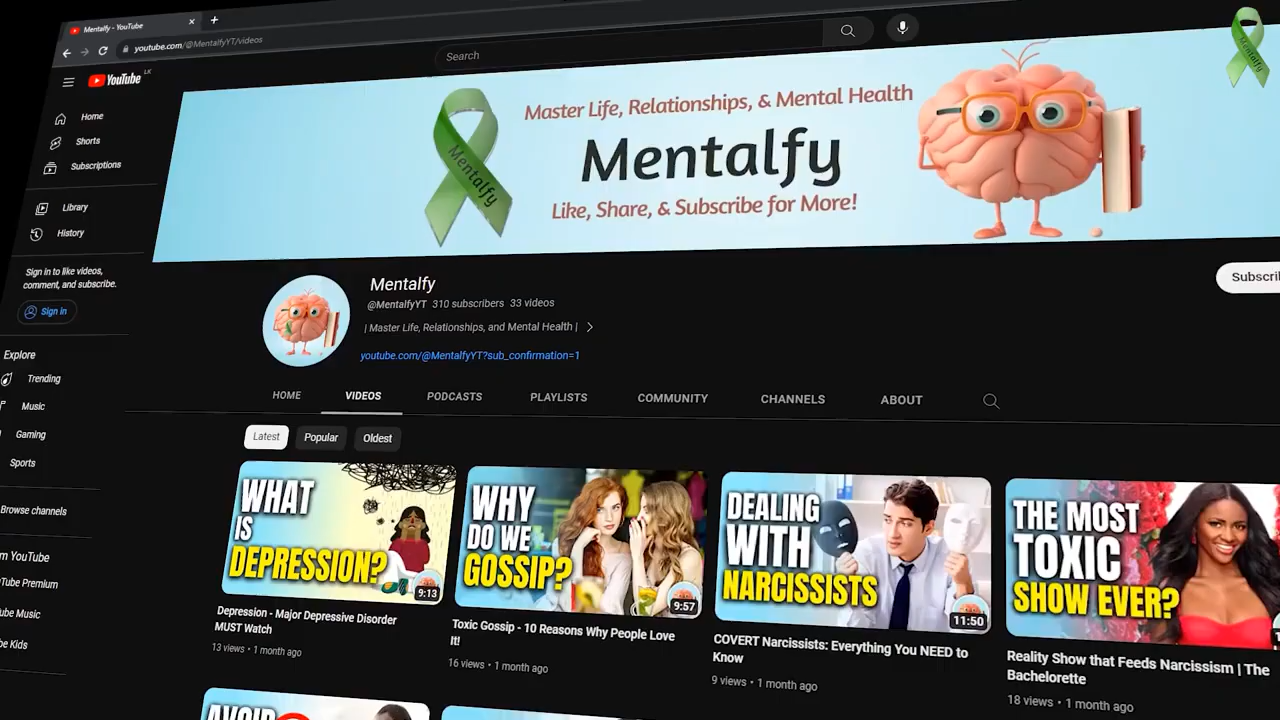 Mentalfy - YouTube
youtube.com/@MentalfyYT/videos
YouTube LK
Search
Mentalfy
Home
Shorts
Subscriptions
Library
History
Sign in to like videos,
comment, and subscribe.
Sign in
Explore
Trending
Music
Gaming
Sports
Browse channels
YouTube
Premium
Music
Kids
Master Life, Relationships, & Mental Health
Mentalfy
Like, Share, & Subscribe for More!
Mentalfy
Mentalfy
@MentalfyYT 310 subscribers 33 videos
| Master Life, Relationships, and Mental Health |
youtube.com/@MentalfyYT?sub_confirmation=1
Subscri
HOME VIDEOS PODCASTS PLAYLISTS COMMUNITY CHANNELS ABOUT
Latest Popular Oldest
WHAT
IS
DEPRESSION?
9:13
Depression - Major Depressive Disorder
MUST Watch
13 views • 1 month ago
WHY
DO WE
GOSSIP?
9:57
Toxic Gossip - 10 Reasons Why People Love
It!
16 views • 1 month ago
DEALING
WITH
NARCISSISTS
11:50
COVERT Narcissists: Everything You NEED to
Know
9 views • 1 month ago
THE MOST
TOXIC
SHOW EVER?
Reality Show that Feeds Narcissism | The
Bachelorette
18 views • 1 month ago
AVOID